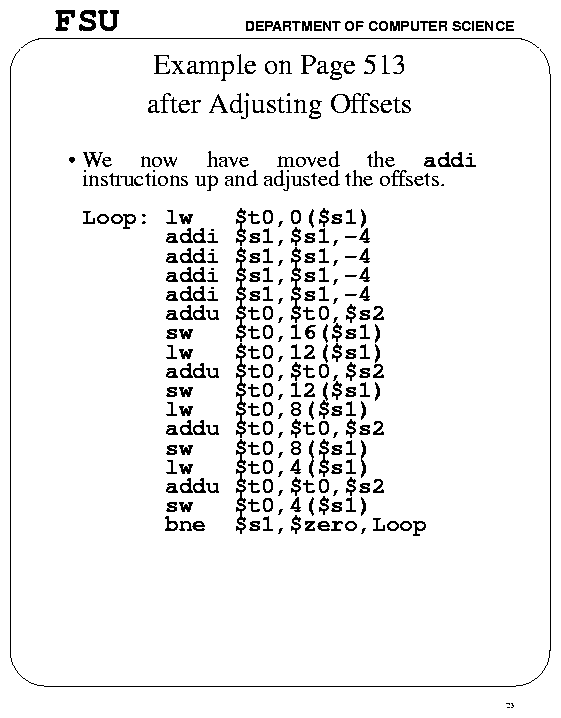 FSU DEPARTMENT OF COMPUTER SCIENCE
Example on Page 513
after Adjusting Offsets
• We now have moved the addi
instructions up and adjusted the offsets.
Loop: lw $t0,0($s1)
addi $s1,$s1,-4
addi $s1,$s1,-4
addi $s1,$s1,-4
addi $s1,$s1,-4
addu $t0,$t0,$s2
sw $t0,16($s1)
lw $t0,12($s1)
addu $t0,$t0,$s2
sw $t0,12($s1)
lw $t0,8($s1)
addu $t0,$t0,$s2
sw $t0,8($s1)
lw $t0,4($s1)
addu $t0,$t0,$s2
sw $t0,4($s1)
bne $s1,$zero,Loop